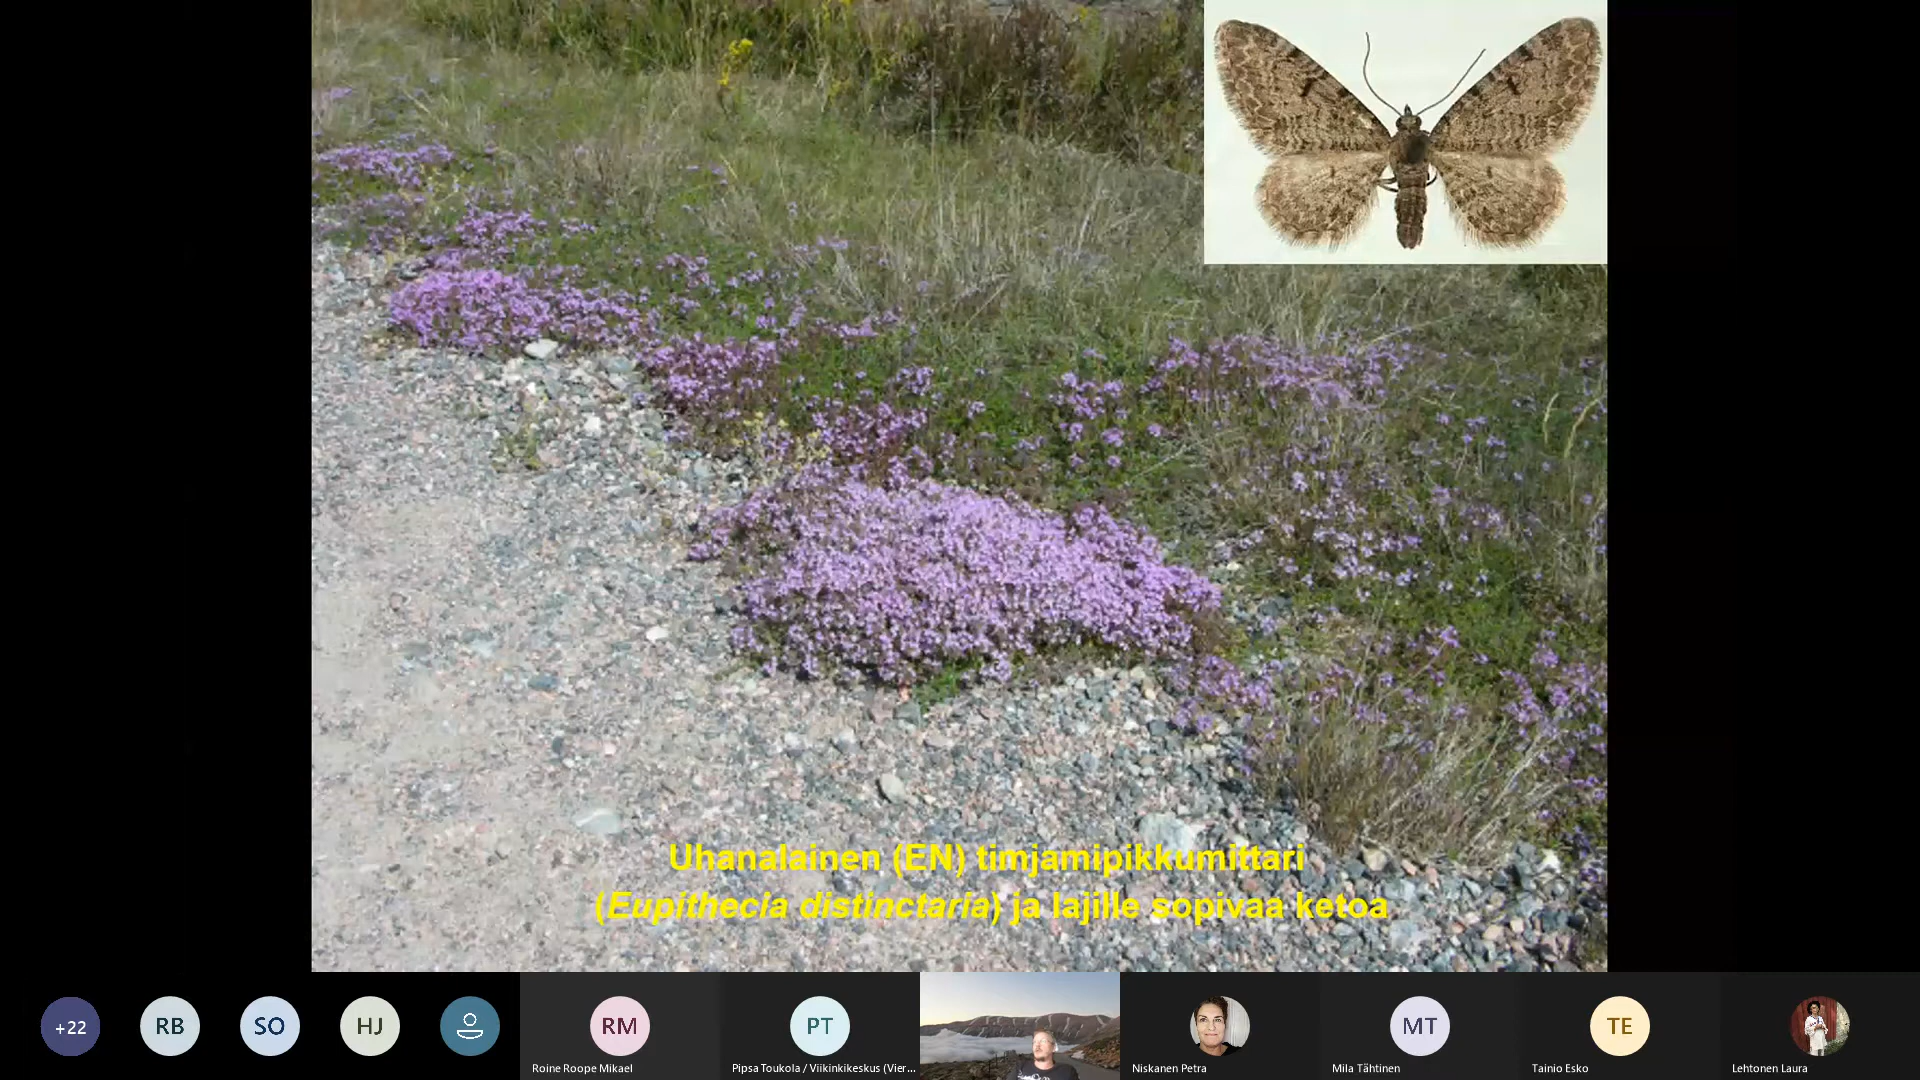 Uhanalainen (EN) timjamipikkumittari
(Eupithecia distinctaria) ja lajille sopivaa ketoa
+22
RB
SO
HJ
RM
Roine Roope Mikael
PT
Pipsa Toukola / Viikinkikeskus (Vier...
Niskanen Petra
MT
Mila Tähtinen
TE
Tainio Esko
Lehtonen Laura